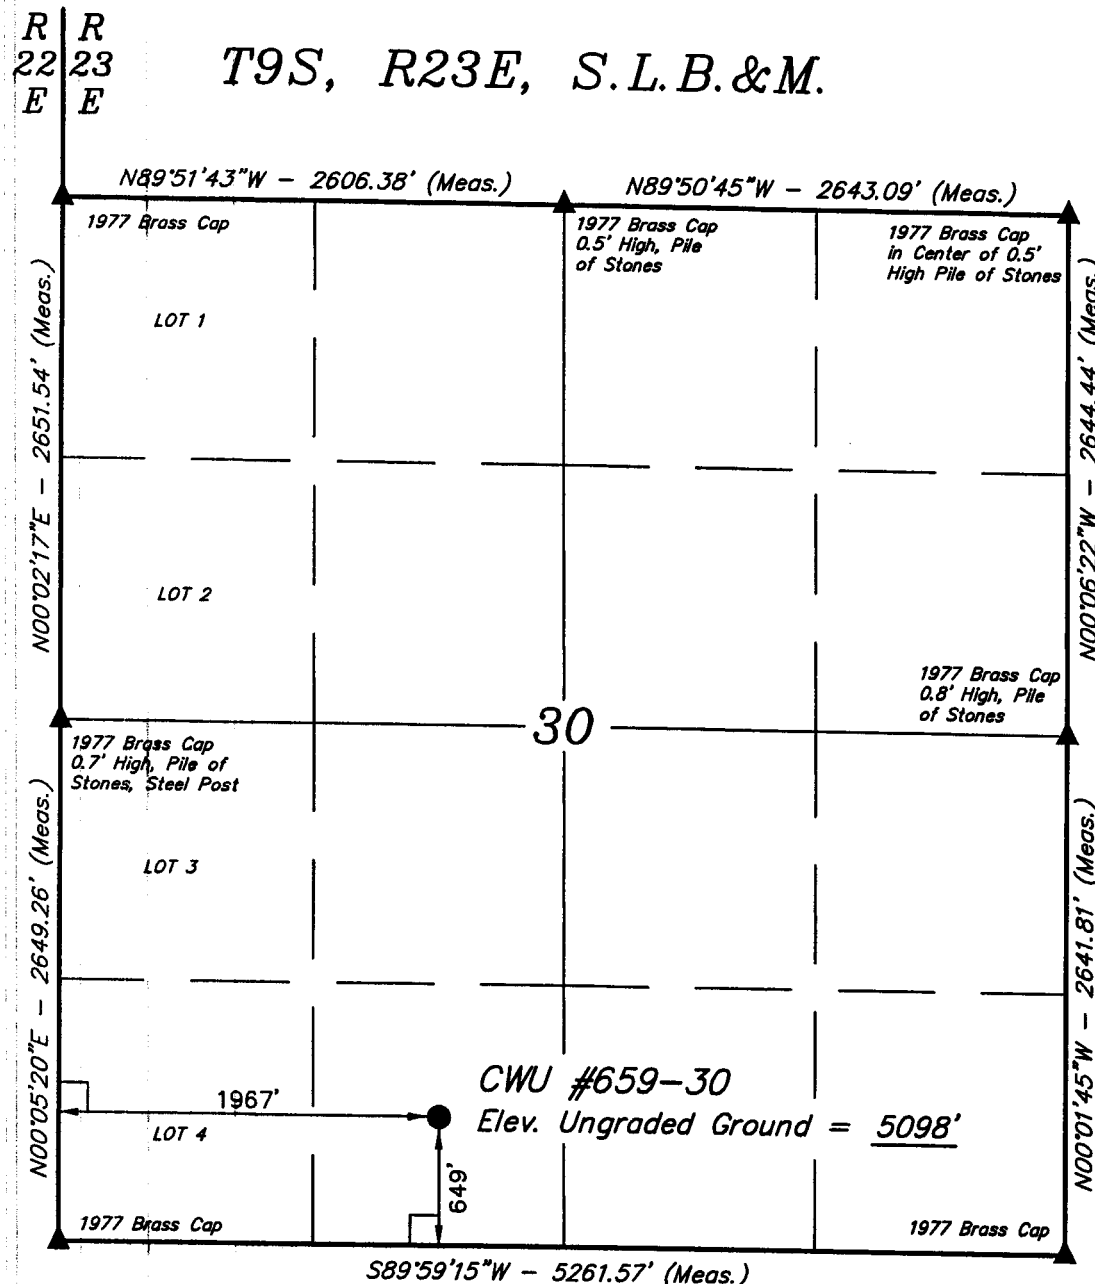 R R
22 23
E E
T9S, R23E, S.L.B.&M.
N89°51'43"W - 2606.38' (Meas.)
N89°50'45"W - 2643.09' (Meas.)
1977 Brass Cap
1977 Brass Cap
0.5' High, Pile
of Stones
1977 Brass Cap
in Center of 0.5'
High Pile of Stones
N00°02'17"E - 2651.54' (Meas.)
N00°06'22"W - 2644.44' (Meas.)
LOT 1
LOT 2
1977 Brass Cap
0.8' High, Pile
of Stones
30
1977 Brass Cap
0.7' High, Pile of
Stones, Steel Post
N00°05'20"E - 2649.26' (Meas.)
N00°01'45"W - 2641.81' (Meas.)
LOT 3
CWU #659-30
Elev. Ungraded Ground = 5098'
1967'
LOT 4
649'
1977 Brass Cap
1977 Brass Cap
S89°59'15"W - 5261.57' (Meas.)